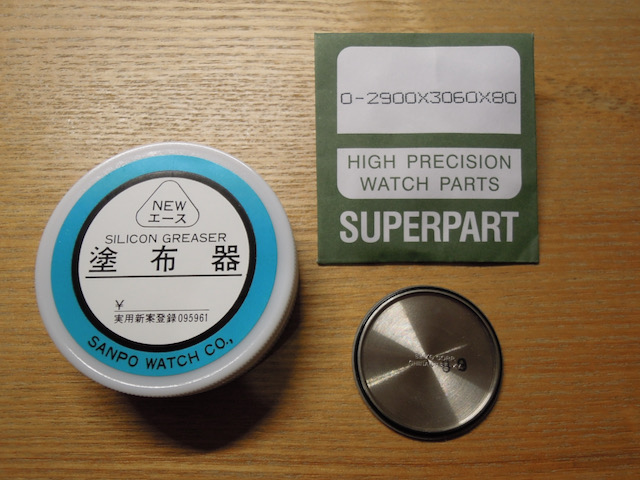 NEW
エース
SILICON GREASER
塗布器
¥
実用新案登録095961
SANPO WATCH CO.,
0-2900X3060X80
HIGH PRECISION
WATCH PARTS
SUPERPART